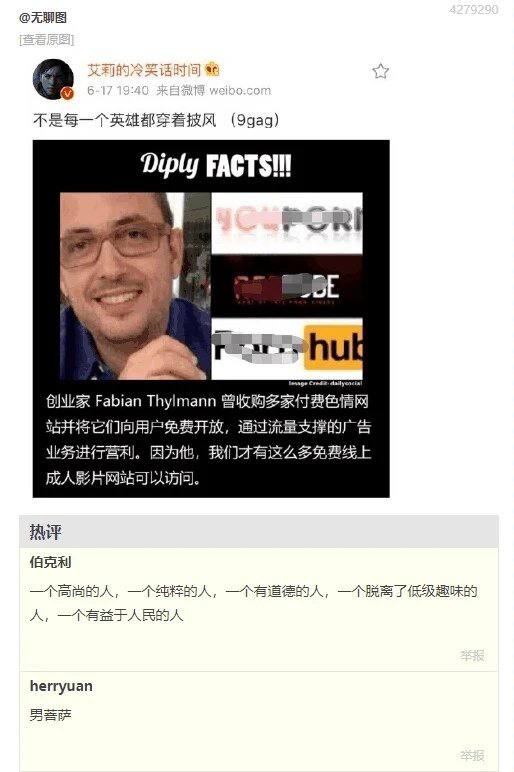 4279290
@无聊图
[查看原图]
艾莉的冷笑话时间
6-17 19:40 来自微博 weibo.com
不是每一个英雄都穿着披风 （9gag）
Diply FACTS!!!
hub
Image Credit- dailysocial
创业家 Fabian Thylmann 曾收购多家付费色情网
站并将它们向用户免费开放，通过流量支撑的广告
业务进行营利。因为他，我们才有这么多免费线上
成人影片网站可以访问。
热评
伯克利
一个高尚的人，一个纯粹的人，一个有道德的人，一个脱离了低级趣味的
人，一个有益于人民的人
举报
herryuan
男菩萨
举报